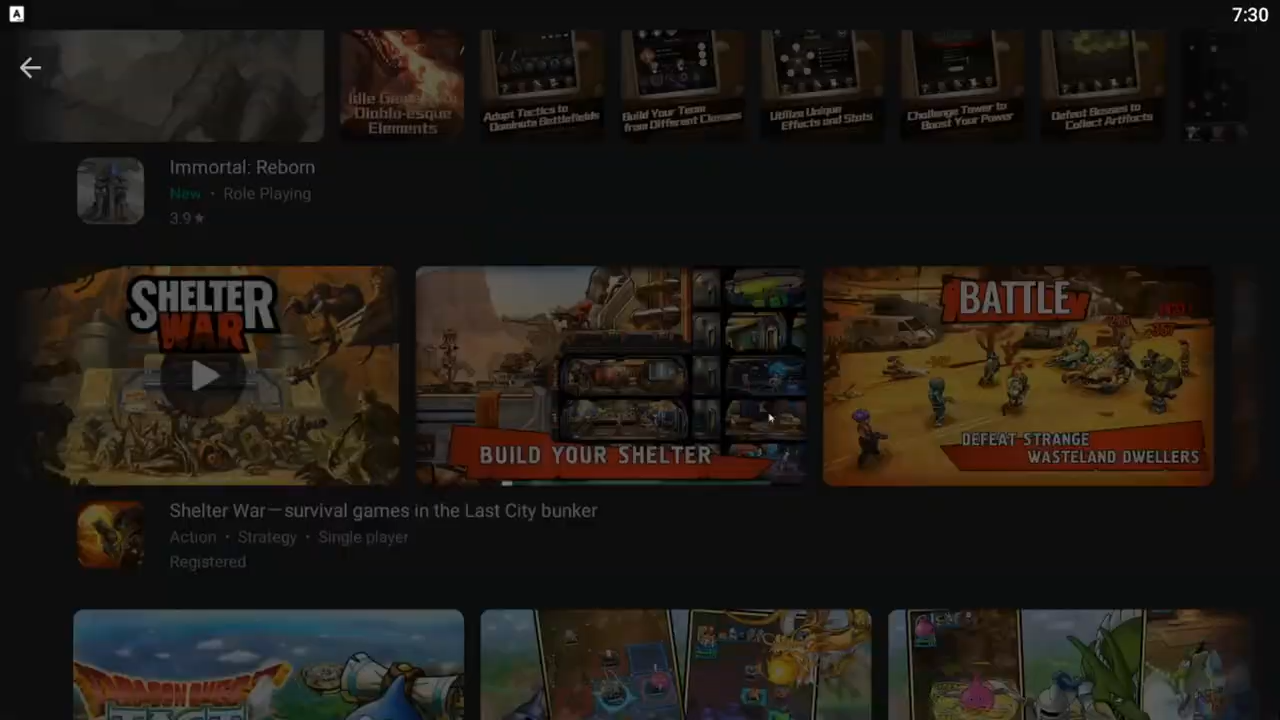 A
7:30
Idle Game
Diablo-esque
Elements
Adapt Tactics to
Dominate Battlefields
Build Your Team
from Different Classes
Utilize Unique
Effects and Stats
Challenge Tower to
Boost Your Power
Defeat Bosses to
Collect Artifacts
Immortal: Reborn
New • Role Playing
3.9★
SHELTER
WAR
BUILD YOUR SHELTER
BATTLE
DEFEAT STRANGE
WASTELAND DWELLERS
Shelter War—survival games in the Last City bunker
Action • Strategy • Single player
Registered
DRAGON QUEST
TACT